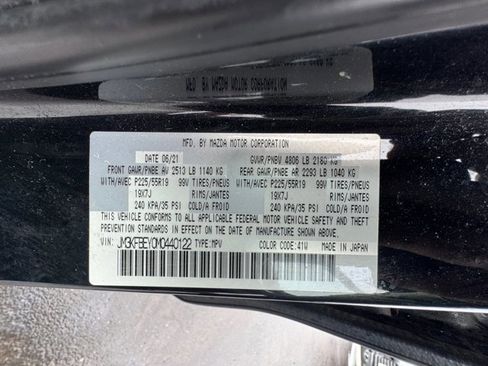 MFD. BY MAZDA MOTOR CORPORATION
DATE 06/21 GVWR/PNBV 4806 LB 2180 KG
FRONT GAWR/PNBE AV 2513 LB 1140 KG REAR GAWR/PNBE AR 2293 LB 1040 KG
WITH/AVEC P225/55R19 99V TIRES/PNEUS WITH/AVEC P225/55R19 99V TIRES/PNEUS
19X7J RIMS/JANTES 19X7J RIMS/JANTES
240 KPA/35 PSI COLD/A FROID 240 KPA/35 PSI COLD/A FROID
THIS VEHICLE CONFORMS TO ALL APPLICABLE FEDERAL MOTOR VEHICLE SAFETY AND THEFT
PREVENTION STANDARDS IN EFFECT ON THE DATE OF MANUFACTURE SHOWN ABOVE.
VIN: JM3KFBEY0M0440122 TYPE:MPV COLOR CODE:41W MADE IN JAPAN